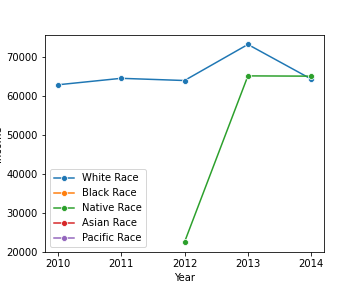 70000
60000
50000
40000
30000
20000
White Race
Black Race
Native Race
Asian Race
Pacific Race
2010 2011 2012 2013 2014
Year